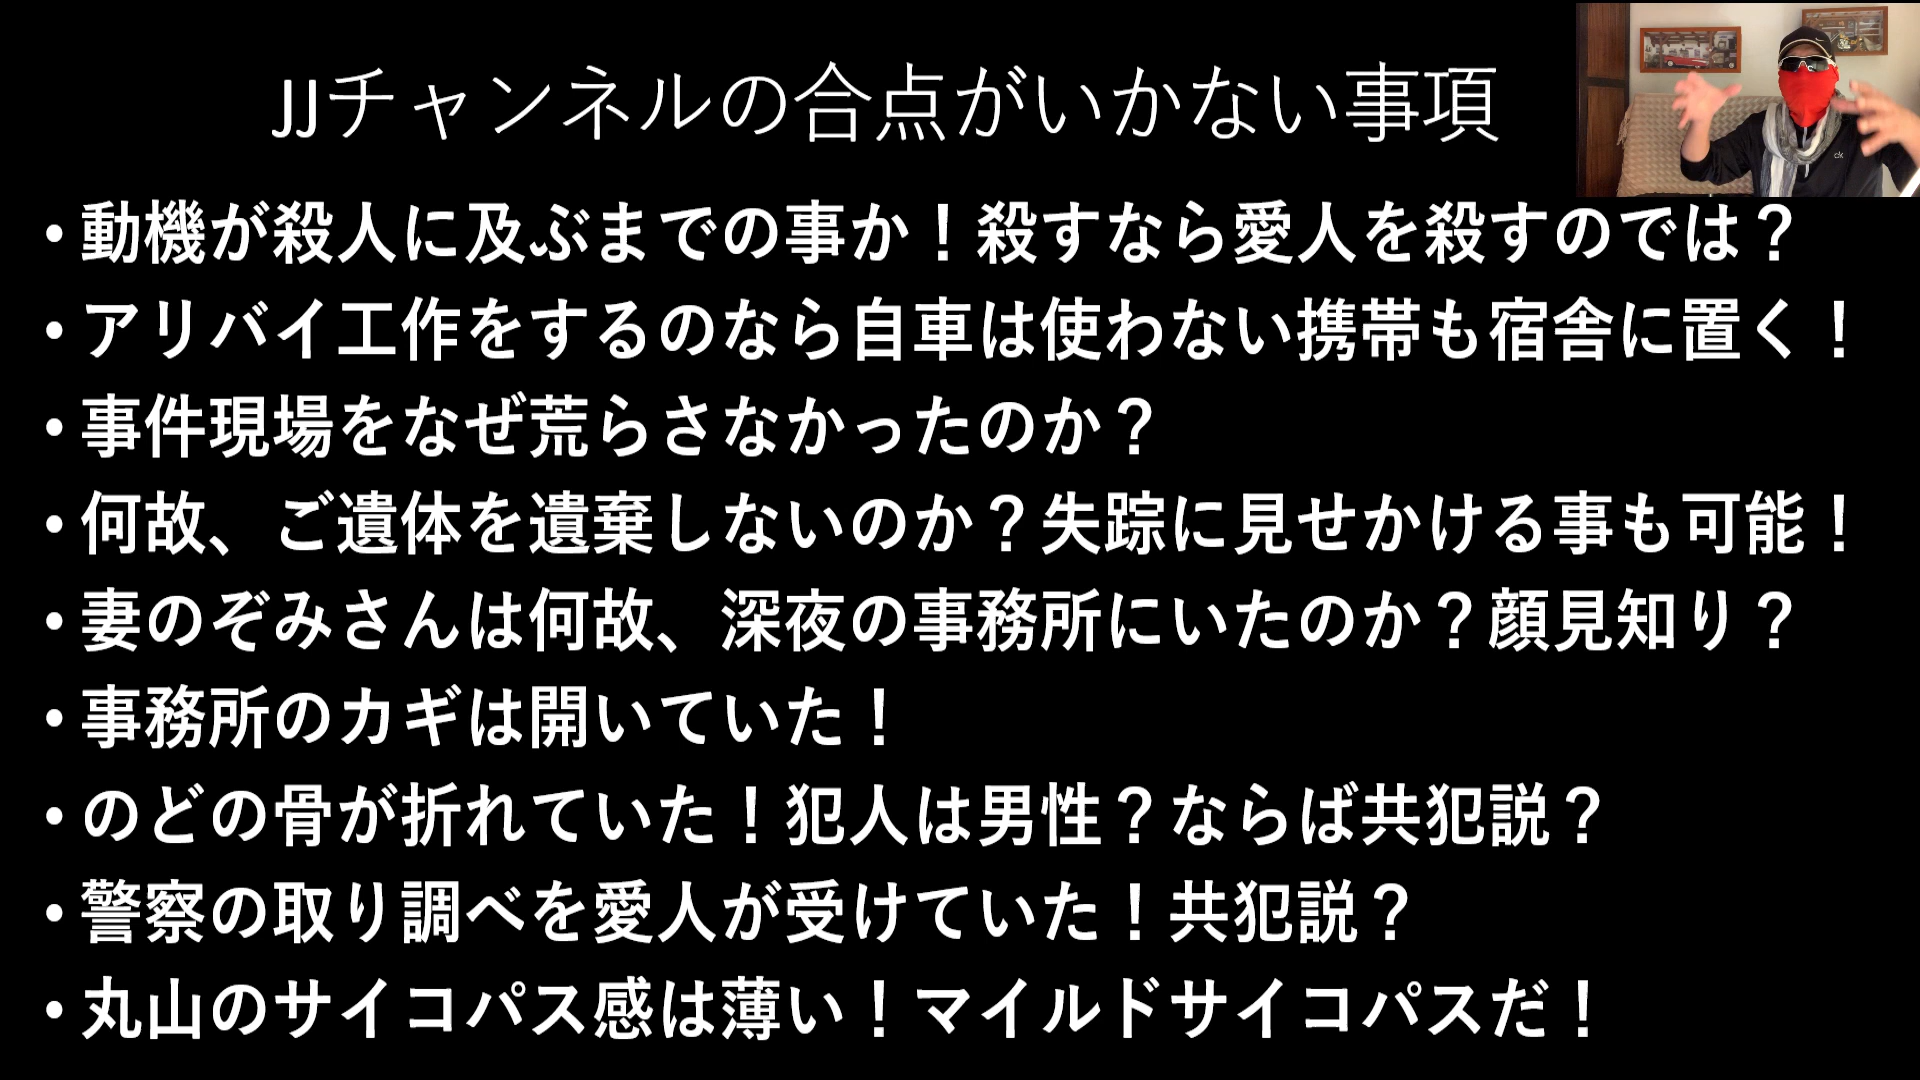 JJチャンネルの合点がいかない事項
・動機が殺人に及ぶまでの事か！殺すなら愛人を殺すのでは？
・アリバイ工作をするのなら自車は使わない携帯も宿舎に置く！
・事件現場をなぜ荒らさなかったのか？
・何故、ご遺体を遺棄しないのか？失踪に見せかける事も可能！
・妻のぞみさんは何故、深夜の事務所にいたのか？顔見知り？
・事務所のカギは開いていた！
・のどの骨が折れていた！犯人は男性？ならば共犯説？
・警察の取り調べを愛人が受けていた！共犯説？
・丸山のサイコパス感は薄い！マイルドサイコパスだ！
ck